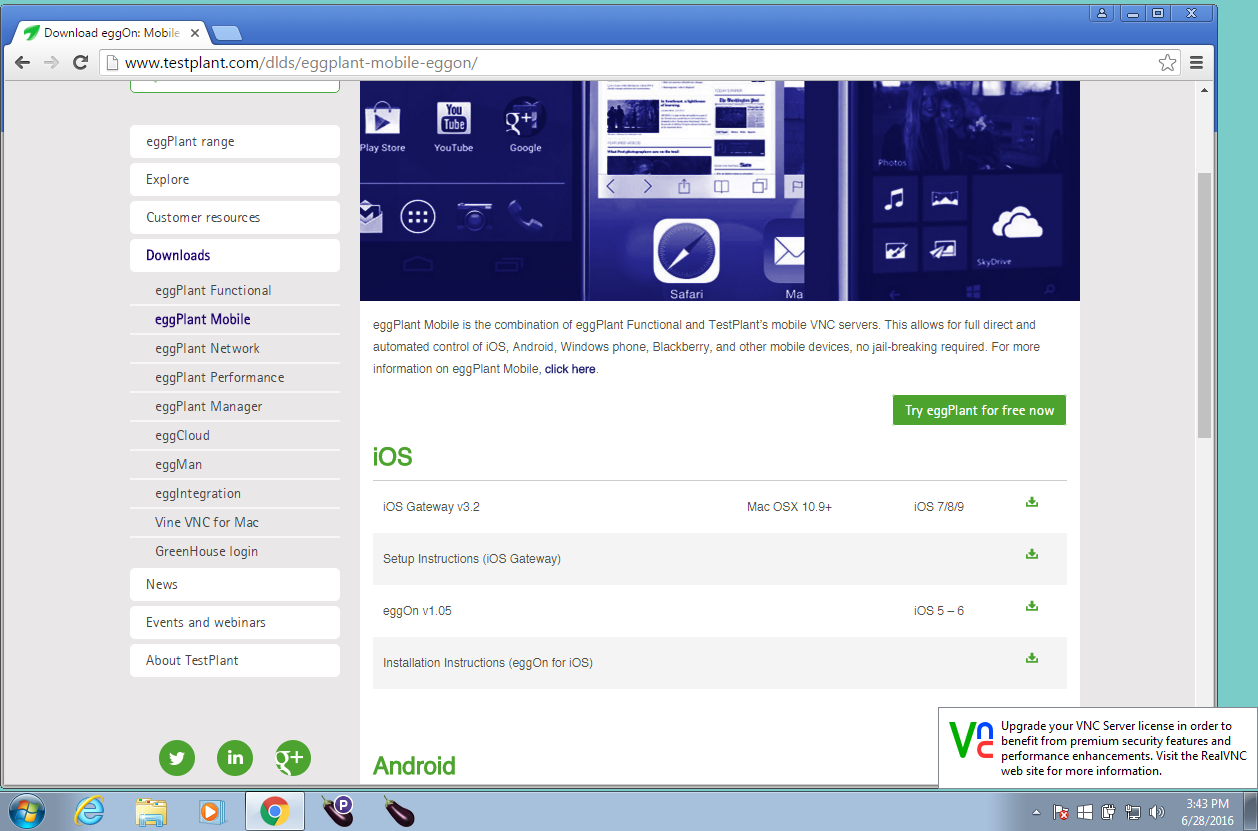 Download eggOn: Mobile
www.testplant.com/dlds/eggplant-mobile-eggon/
eggPlant range
Explore
Customer resources
Downloads
eggPlant Functional
eggPlant Mobile
eggPlant Network
eggPlant Performance
eggPlant Manager
eggCloud
eggMan
eggIntegration
Vine VNC for Mac
GreenHouse login
News
Events and webinars
About TestPlant
in
g+
Play Store
You
Tube
YouTube
g+
Google
The Washington Post
Slate
Safari
Ma
Photos
SkyDrive
eggPlant Mobile is the combination of eggPlant Functional and TestPlant's mobile VNC servers. This allows for full direct and
automated control of iOS, Android, Windows phone, Blackberry, and other mobile devices, no jail-breaking required. For more
information on eggPlant Mobile, click here.
Try eggPlant for free now
iOS
iOS Gateway v3.2 Mac OSX 10.9+ iOS 7/8/9
Setup Instructions (iOS Gateway)
eggOn v1.05 iOS 5 – 6
Installation Instructions (eggOn for iOS)
Android
Vnc
Upgrade your VNC Server license in order to
benefit from premium security features and
performance enhancements. Visit the RealVNC
web site for more information.
P
3:43 PM
6/28/2016